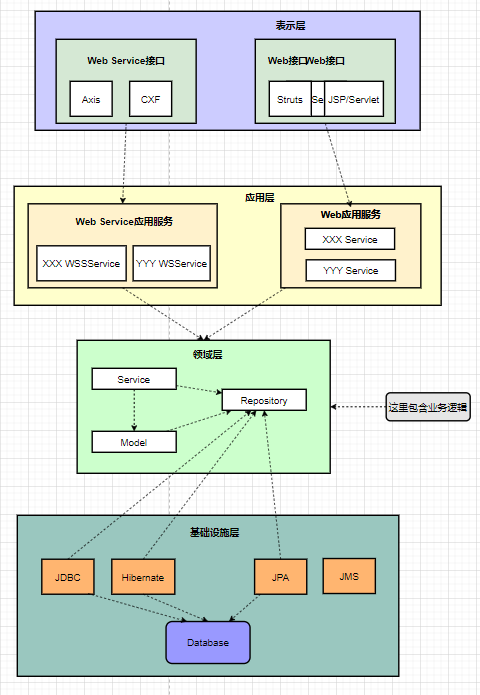 表示层
Web Service接口
Web接口Web接口
Axis
CXF
Struts
Se
JSP/Servlet
应用层
Web Service应用服务
Web应用服务
XXX WSSService
YYY WSService
XXX Service
YYY Service
领域层
Service
Repository
Model
这里包含业务逻辑
基础设施层
JDBC
Hibernate
JPA
JMS
Database